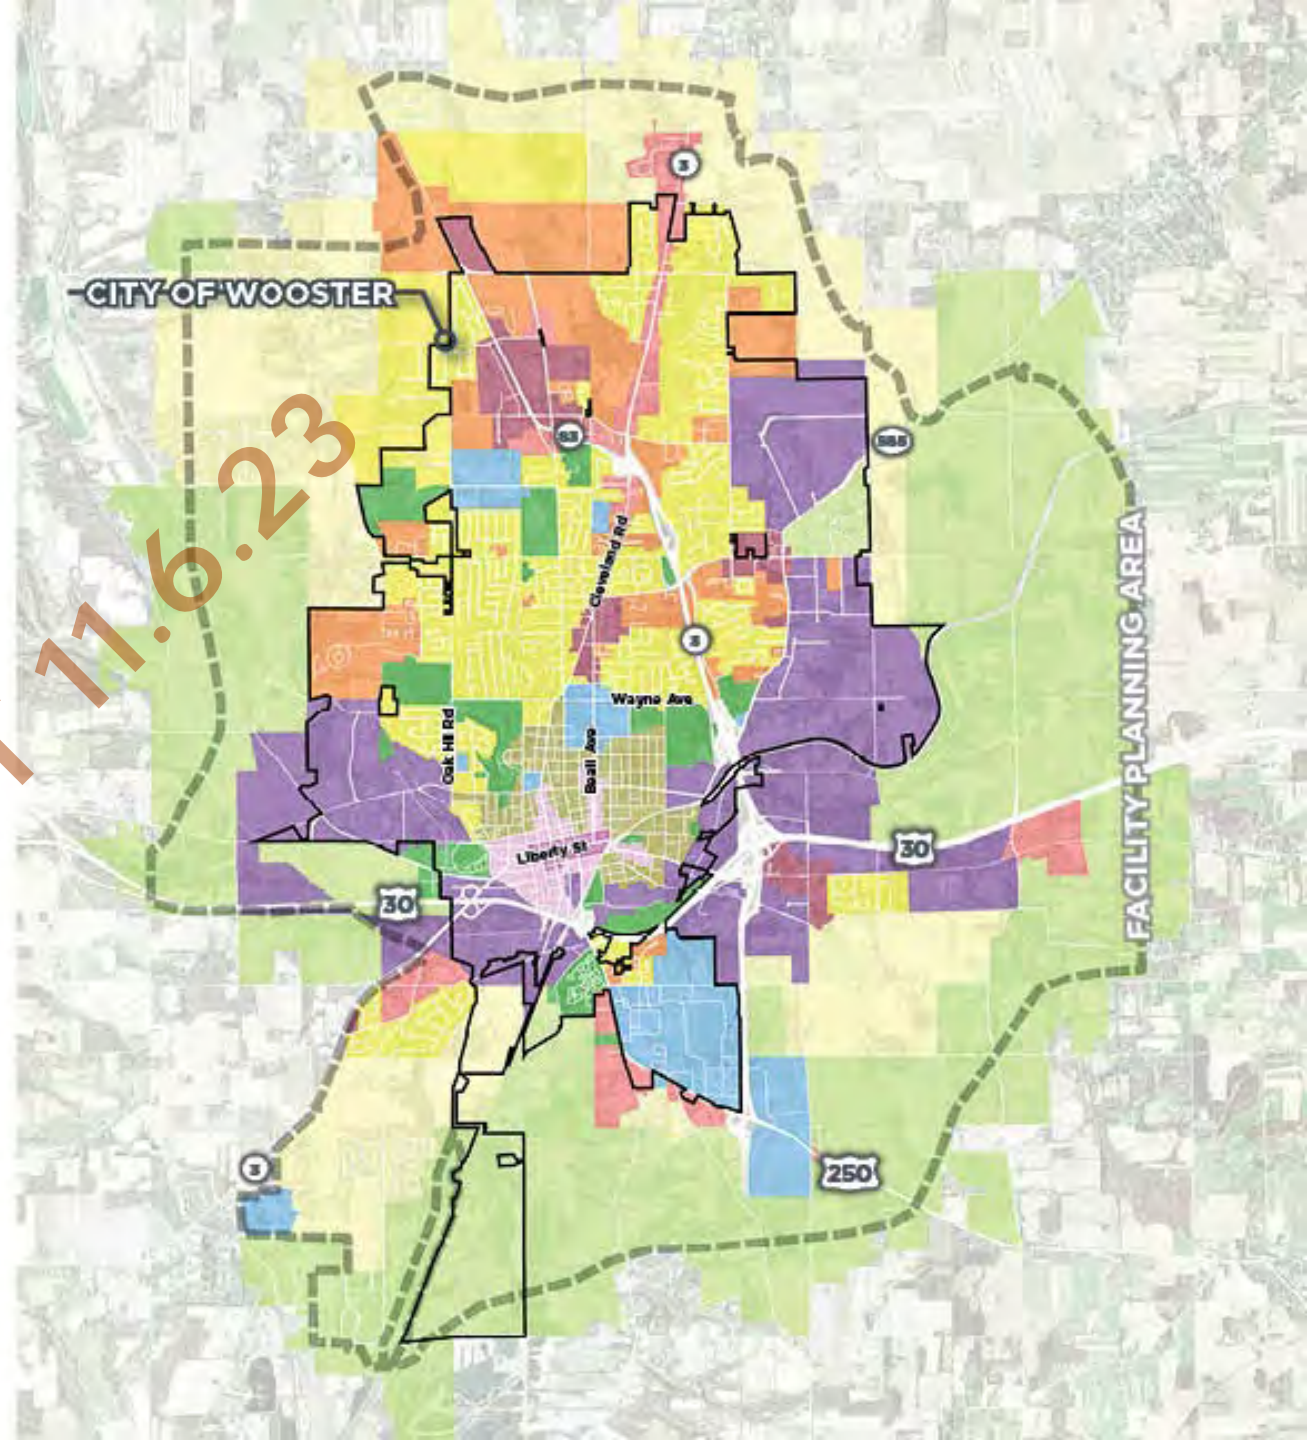 3
CITY OF WOOSTER
83
585
11.6.23
Cleveland Rd
FACILITY PLANNING AREA
3
Wayne Ave
Oak Hill Rd
Beall Ave
Liberty St
30
30
3
250